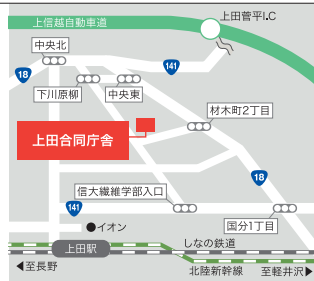 上田菅平I.C
上信越自動車道
中央北
18
141
下川原柳
中央東
材木町2丁目
上田合同庁舎
18
信大繊維学部入口
141
国分1丁目
●イオン
しなの鉄道
上田駅
◀至長野
北陸新幹線
至軽井沢▶